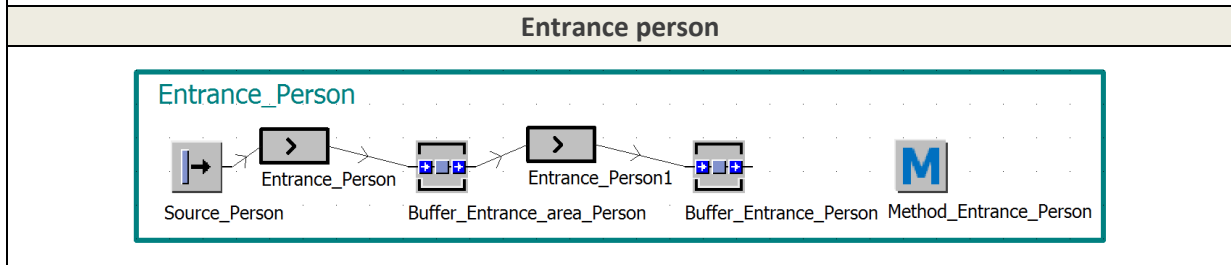 Entrance person
Entrance_Person
Entrance_Person
Entrance_Person1
Source_Person
Buffer_Entrance_area_Person
Buffer_Entrance_Person
M
Method_Entrance_Person